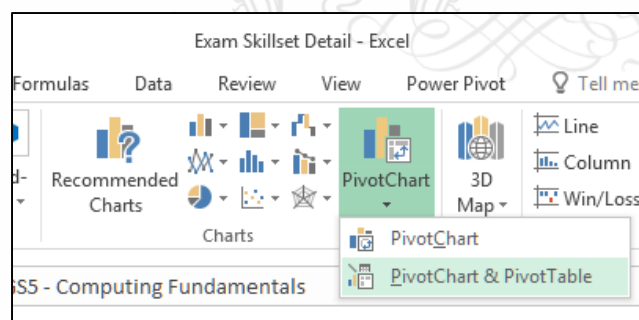 Exam Skillset Detail - Excel
Formulas Data Review View Power Pivot Tell me
Recommended Charts
PivotChart
3D Map
Line
Column
Win/Loss
Charts
PivotChart
PivotChart & PivotTable
GS5 - Computing Fundamentals